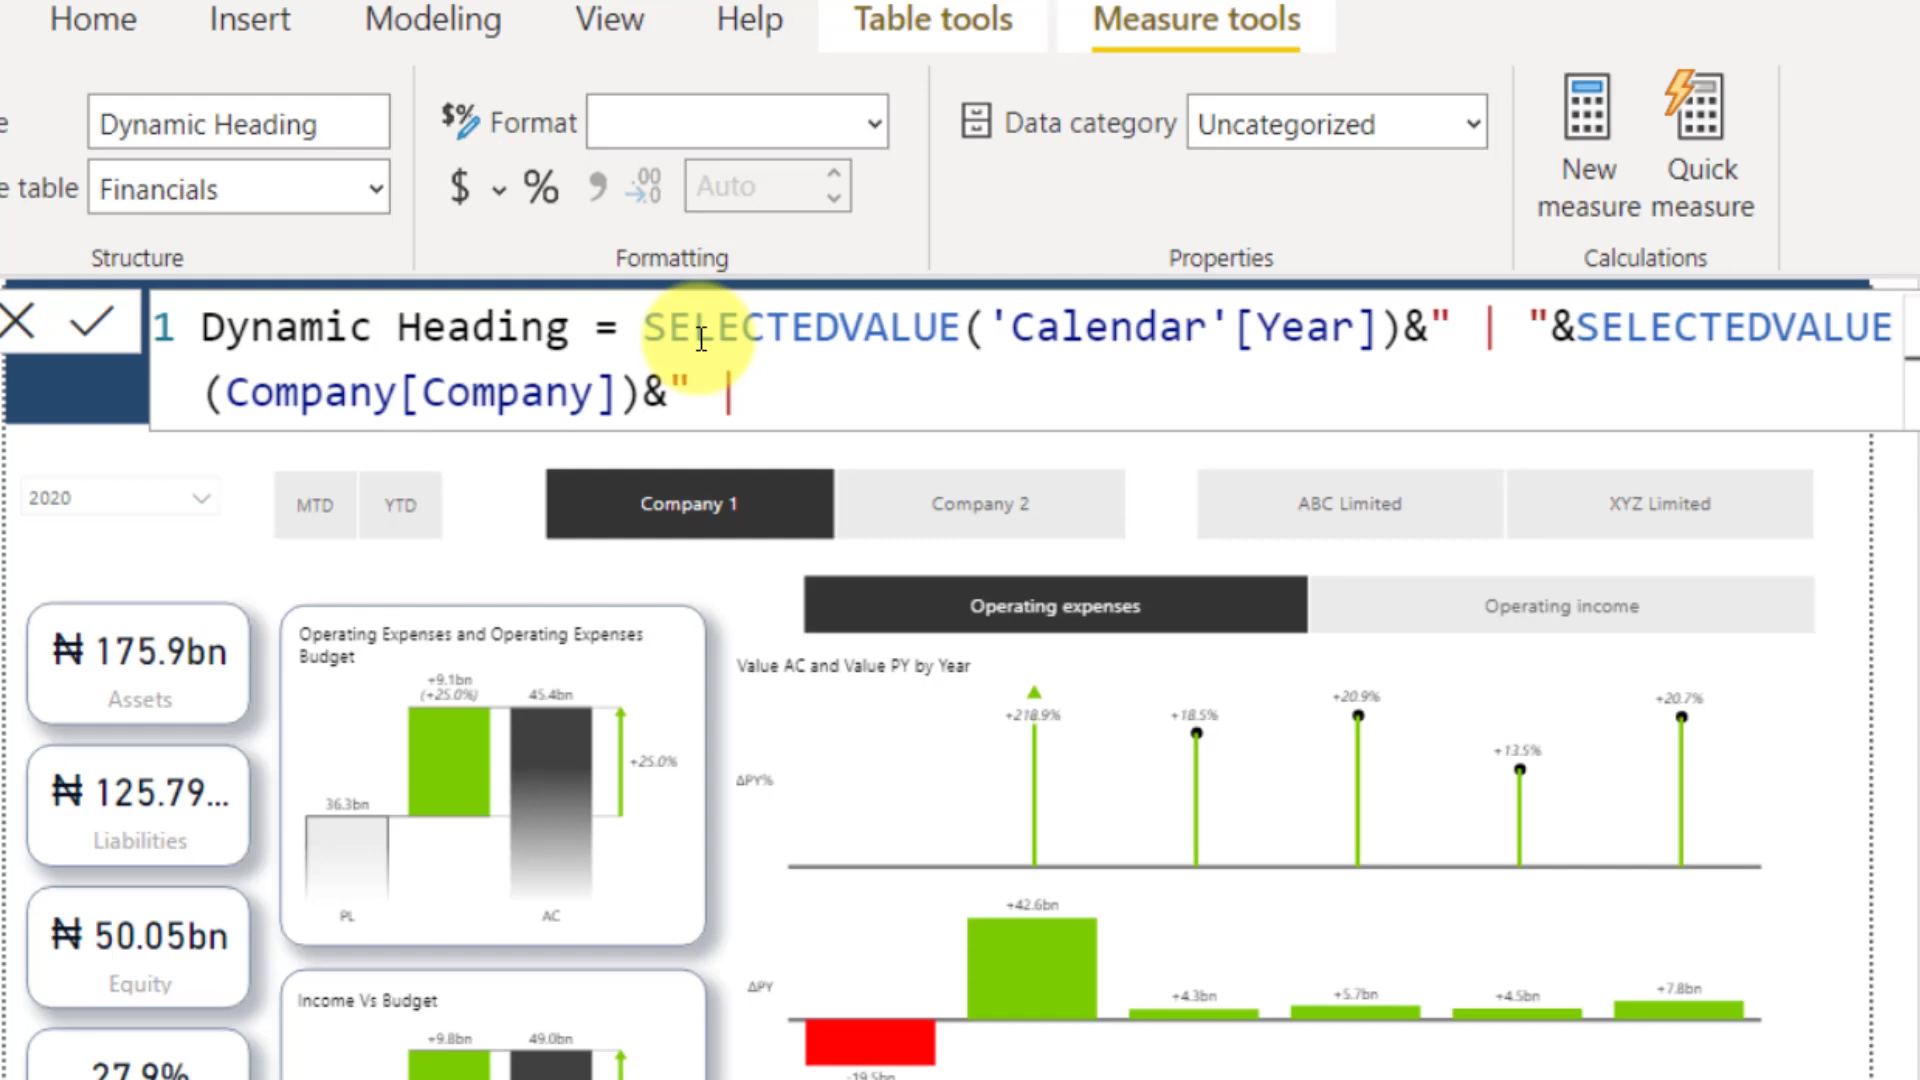 Home Insert Modeling View Help Table tools Measure tools
e Dynamic Heading
$% Format
Data category Uncategorized
e table Financials
$ % 9 .00 →.0 Auto
New measure
Quick measure
Structure Formatting Properties Calculations
1 Dynamic Heading = SELECTEDVALUE('Calendar'[Year])&" | "&SELECTEDVALUE
(Company[Company])&" |
2020 MTD YTD Company 1 Company 2 ABC Limited XYZ Limited
Operating expenses Operating income
₦ 175.9bn
Assets
₦ 125.79...
Liabilities
₦ 50.05bn
Equity
27.9%
Operating Expenses and Operating Expenses
Budget
+9.1bn
(+25.0%)
45.4bn
+25.0%
36.3bn
PL AC
Income Vs Budget
+9.8bn 49.0bn
Value AC and Value PY by Year
+218.9% +18.5% +20.9% +13.5% +20.7%
ΔPY%
+42.6bn
ΔPY
+4.3bn +5.7bn +4.5bn +7.8bn
-19.5bn